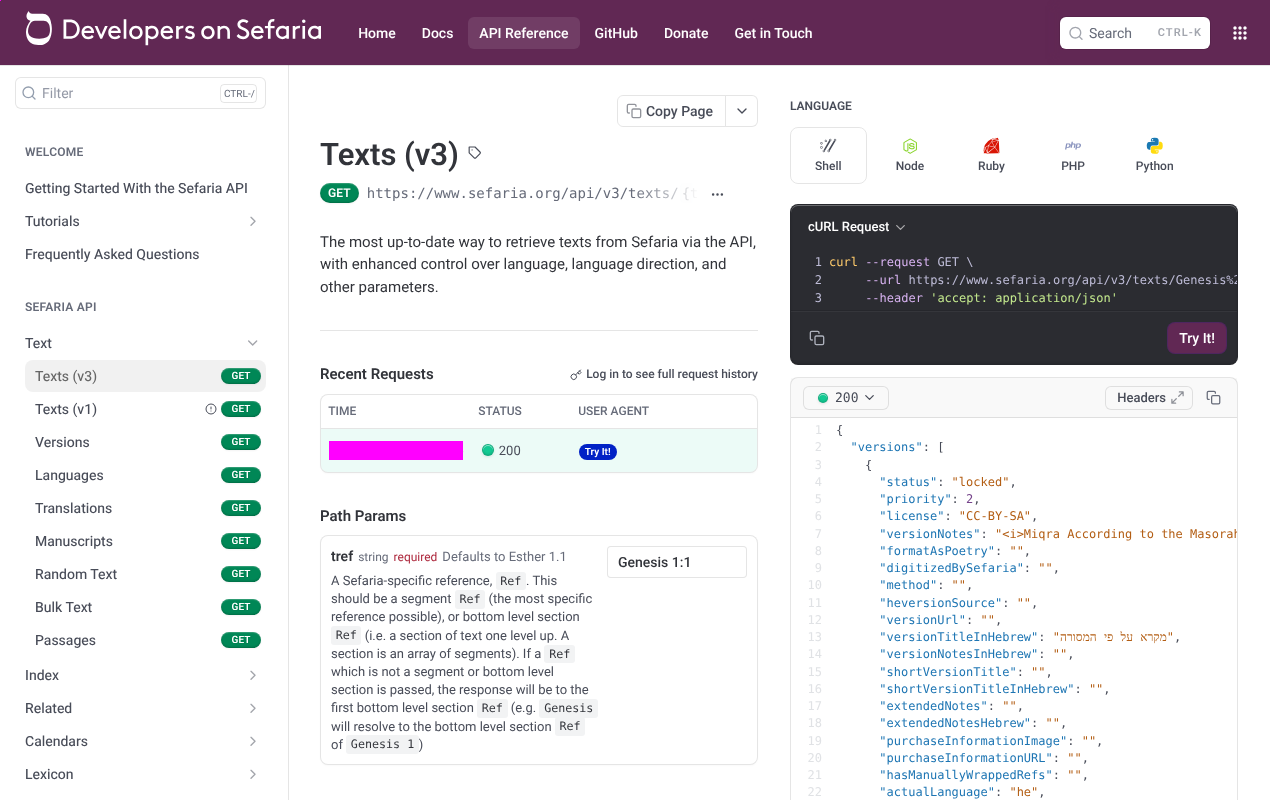 Developers on Sefaria
Home
Docs
API Reference
GitHub
Donate
Get in Touch
Search
CTRL-K
Filter
CTRL-/
WELCOME
Getting Started With the Sefaria API
Tutorials
Frequently Asked Questions
SEFARIA API
Text
Texts (v3) GET
Texts (v1) GET
Versions GET
Languages GET
Translations GET
Manuscripts GET
Random Text GET
Bulk Text GET
Passages GET
Index
Related
Calendars
Lexicon
Copy Page
Texts (v3)
GET https://www.sefaria.org/api/v3/texts/
The most up-to-date way to retrieve texts from Sefaria via the API,
with enhanced control over language, language direction, and
other parameters.
Recent Requests
Log in to see full request history
TIME STATUS USER AGENT
200 Try It!
Path Params
tref string required Defaults to Esther 1.1
Genesis 1:1
A Sefaria-specific reference, Ref. This
should be a segment Ref (the most specific
reference possible), or bottom level section
Ref (i.e. a section of text one level up. A
section is an array of segments). If a Ref
which is not a segment or bottom level
section is passed, the response will be to the
first bottom level section Ref (e.g. Genesis
will resolve to the bottom level section Ref
of Genesis 1)
LANGUAGE
Shell
Node
Ruby
php
PHP
Python
cURL Request
1 curl --request GET \
2 --url https://www.sefaria.org/api/v3/texts/Genesis%2
3 --header 'accept: application/json'
Try It!
200
Headers
1 {
2 "versions": [
3 {
4 "status": "locked",
5 "priority": 2,
6 "license": "CC-BY-SA",
7 "versionNotes": "<i>Miqra According to the Masorah
8 "formatAsPoetry": "",
9 "digitizedBySefaria": "",
10 "method": "",
11 "heversionSource": "",
12 "versionUrl": "",
13 "versionTitleInHebrew": "מקרא על פי המסורה",
14 "versionNotesInHebrew": "",
15 "shortVersionTitle": "",
16 "shortVersionTitleInHebrew": "",
17 "extendedNotes": "",
18 "extendedNotesHebrew": "",
19 "purchaseInformationImage": "",
20 "purchaseInformationURL": "",
21 "hasManuallyWrappedRefs": "",
22 "actualLanguage": "he",